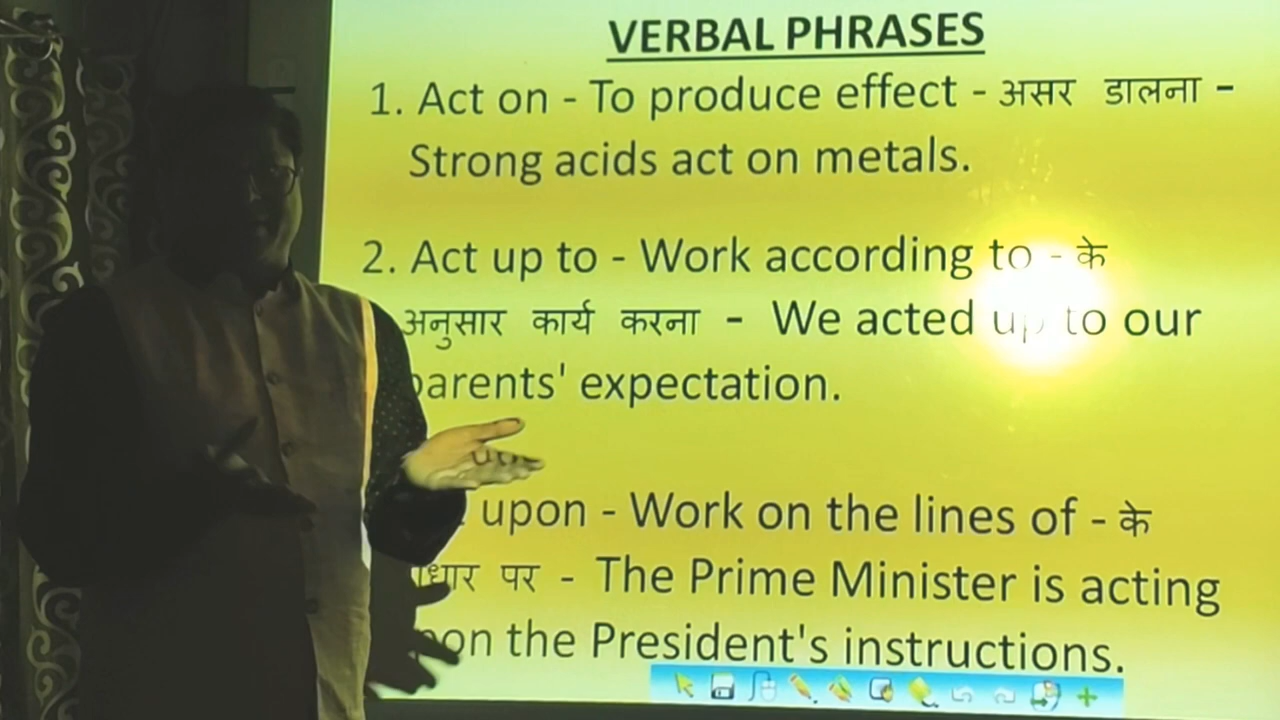 VERBAL PHRASES
1. Act on - To produce effect - असर डालना -
Strong acids act on metals.
2. Act up to - Work according to - के
अनुसार कार्य करना - We acted up to our
expectation.
upon - Work on the lines of - के
पर - The Prime Minister is acting
the President's instructions.